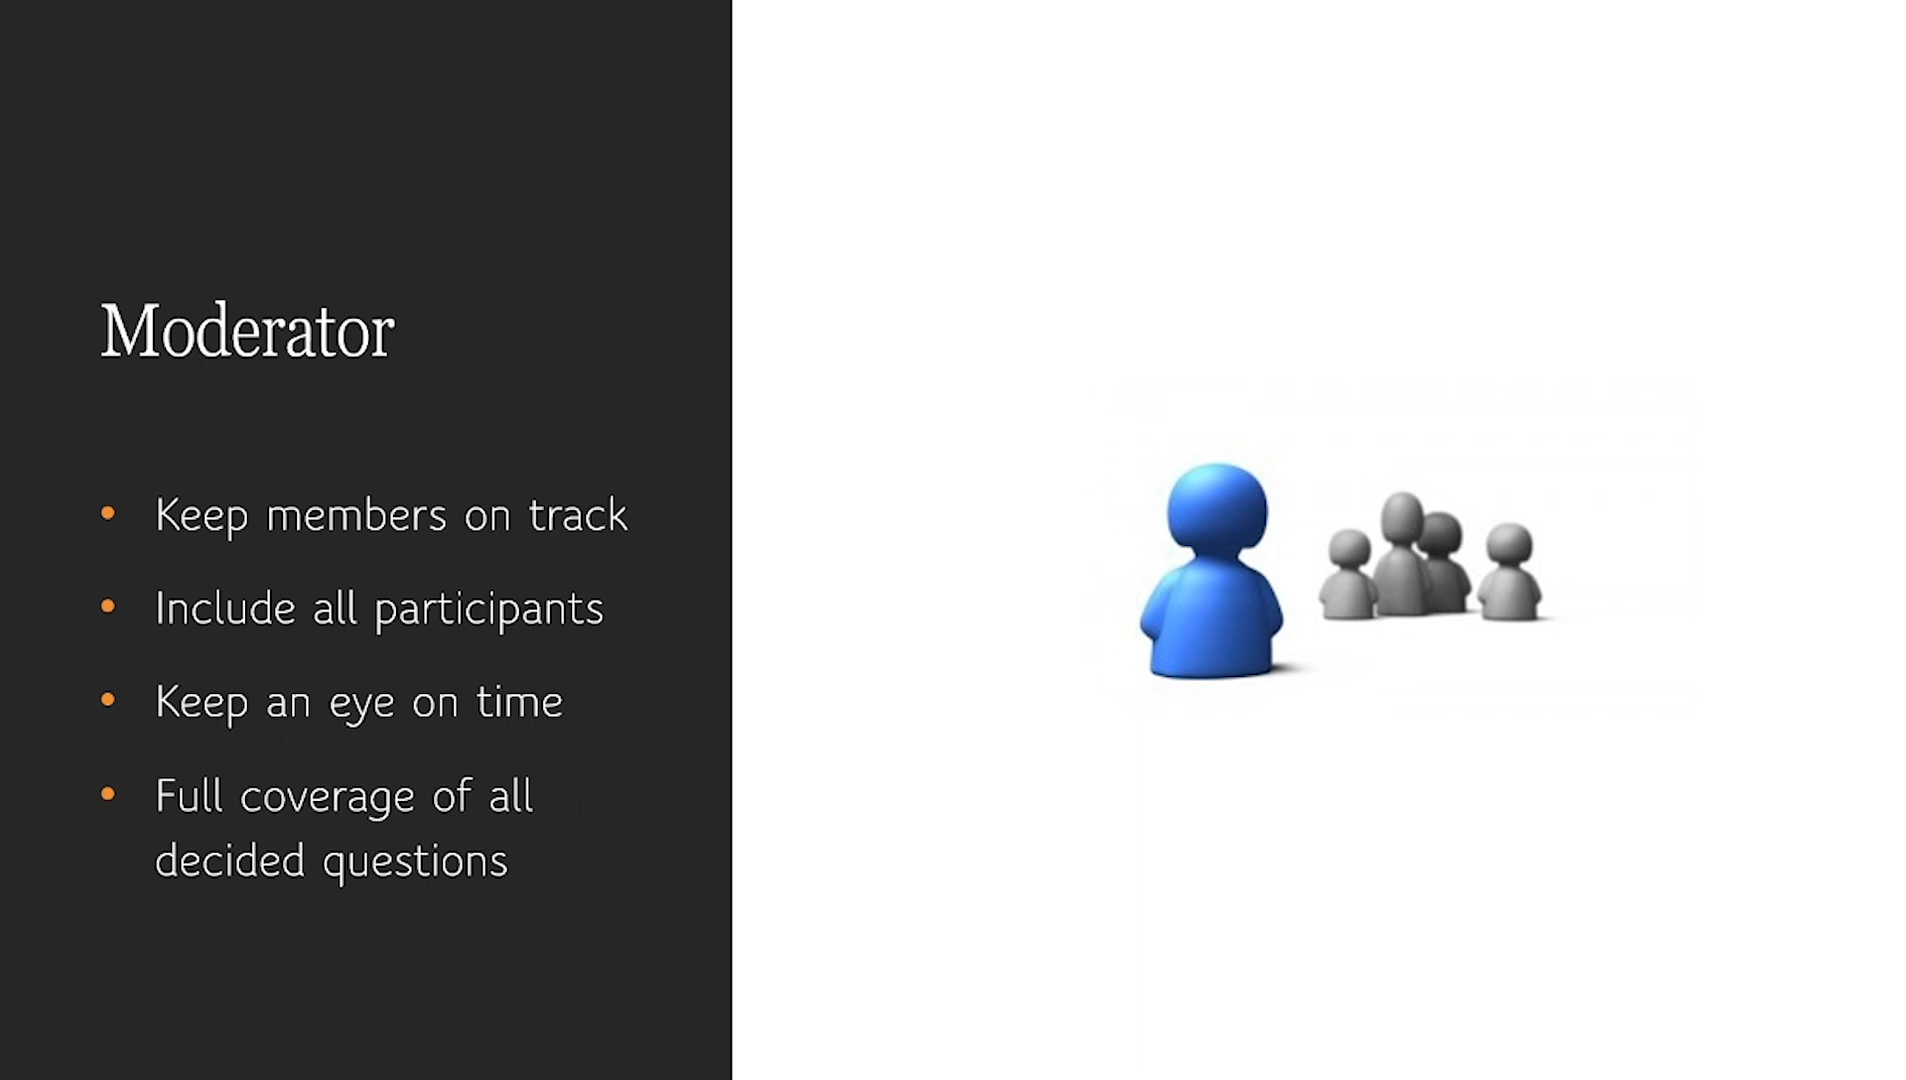 Moderator
• Keep members on track
• Include all participants
• Keep an eye on time
• Full coverage of all
decided questions